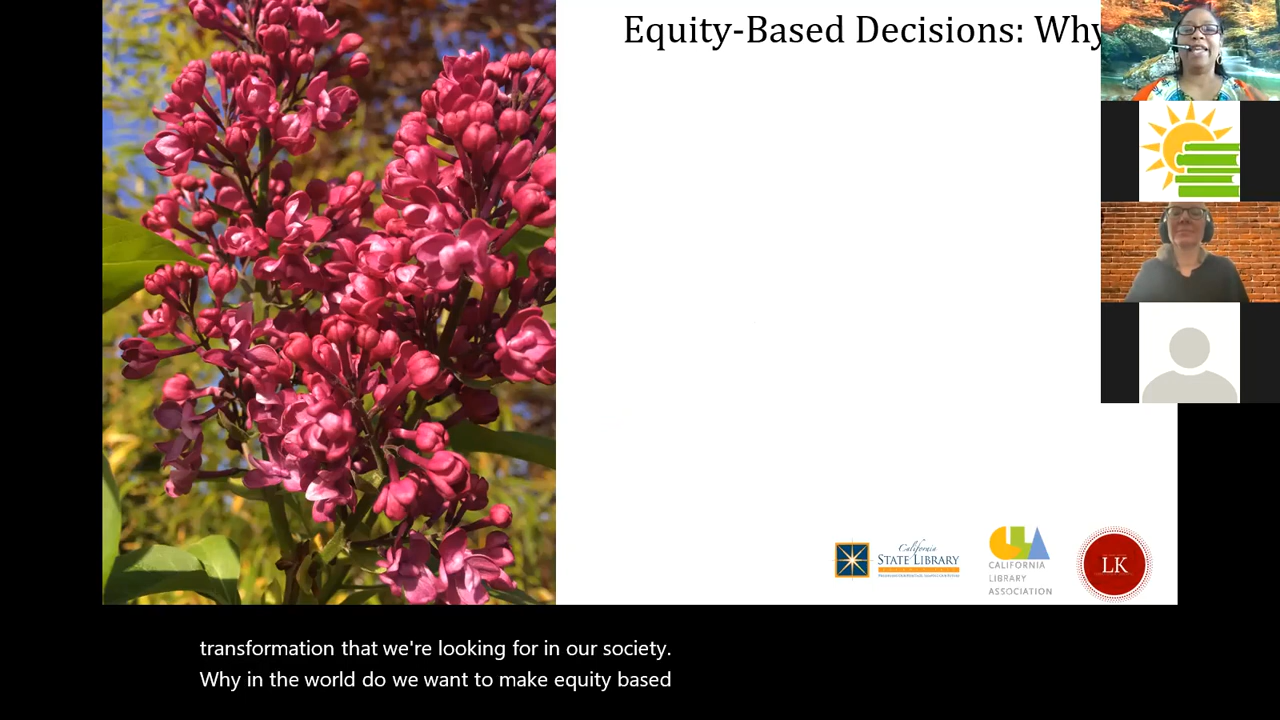 Equity-Based Decisions: Why
California
STATE LIBRARY
CALIFORNIA
LIBRARY
ASSOCIATION
LK
transformation that we're looking for in our society.
Why in the world do we want to make equity based